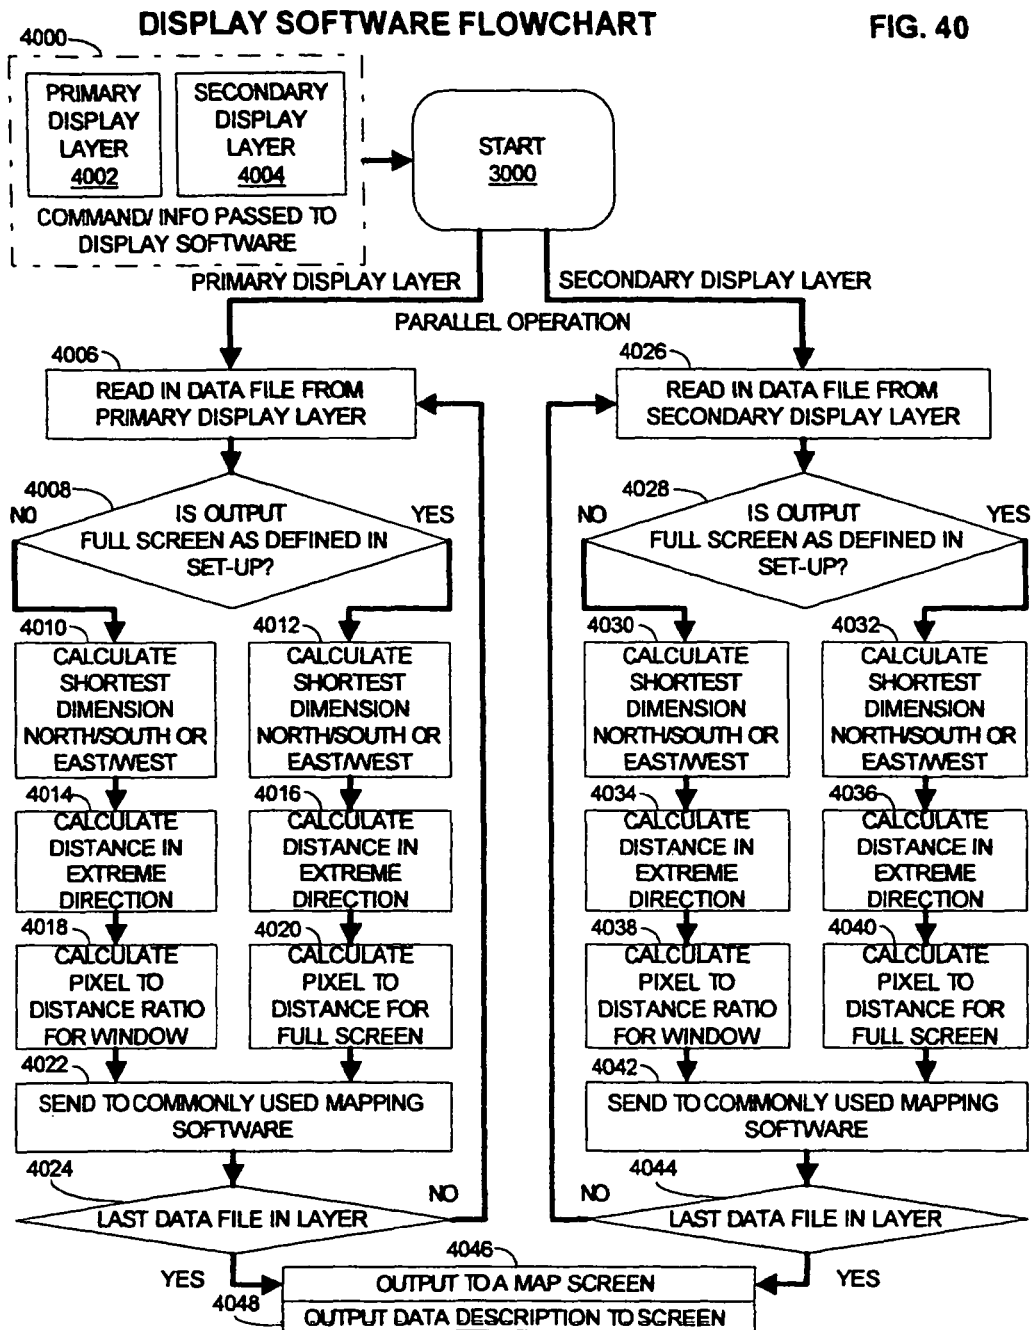 DISPLAY SOFTWARE FLOWCHART
FIG. 40
4000
PRIMARY
DISPLAY
LAYER
4002
SECONDARY
DISPLAY
LAYER
4004
COMMAND/ INFO PASSED TO
DISPLAY SOFTWARE
START
3000
PRIMARY DISPLAY LAYER
SECONDARY DISPLAY LAYER
PARALLEL OPERATION
4006
READ IN DATA FILE FROM
PRIMARY DISPLAY LAYER
4008
NO
YES
IS OUTPUT
FULL SCREEN AS DEFINED IN
SET-UP?
4010
CALCULATE
SHORTEST
DIMENSION
NORTH/SOUTH OR
EAST/WEST
4012
CALCULATE
SHORTEST
DIMENSION
NORTH/SOUTH OR
EAST/WEST
4014
CALCULATE
DISTANCE IN
EXTREME
DIRECTION
4016
CALCULATE
DISTANCE IN
EXTREME
DIRECTION
4018
CALCULATE
PIXEL TO
DISTANCE RATIO
FOR WINDOW
4020
CALCULATE
PIXEL TO
DISTANCE FOR
FULL SCREEN
4022
SEND TO COMMONLY USED MAPPING
SOFTWARE
4024
NO
LAST DATA FILE IN LAYER
YES
4026
READ IN DATA FILE FROM
SECONDARY DISPLAY LAYER
4028
NO
YES
IS OUTPUT
FULL SCREEN AS DEFINED IN
SET-UP?
4030
CALCULATE
SHORTEST
DIMENSION
NORTH/SOUTH OR
EAST/WEST
4032
CALCULATE
SHORTEST
DIMENSION
NORTH/SOUTH OR
EAST/WEST
4034
CALCULATE
DISTANCE IN
EXTREME
DIRECTION
4036
CALCULATE
DISTANCE IN
EXTREME
DIRECTION
4038
CALCULATE
PIXEL TO
DISTANCE RATIO
FOR WINDOW
4040
CALCULATE
PIXEL TO
DISTANCE FOR
FULL SCREEN
4042
SEND TO COMMONLY USED MAPPING
SOFTWARE
4044
NO
LAST DATA FILE IN LAYER
YES
4046
OUTPUT TO A MAP SCREEN
4048
OUTPUT DATA DESCRIPTION TO SCREEN